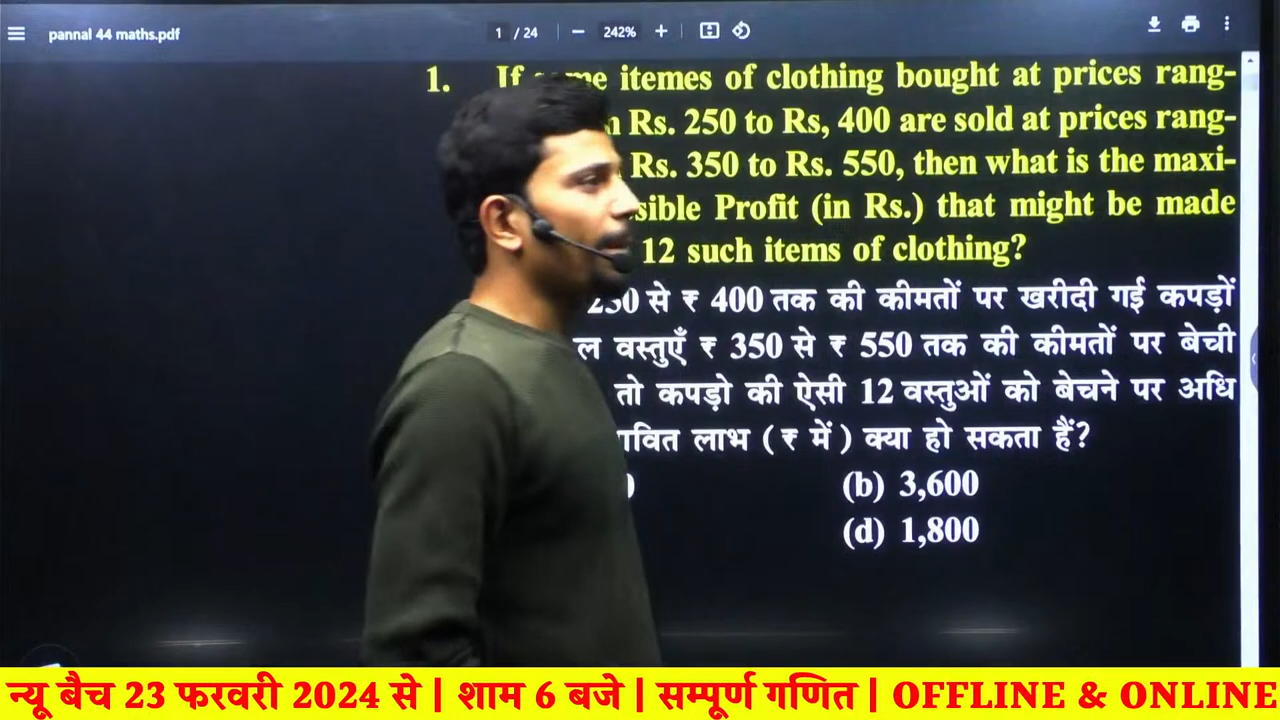 pannal 44 maths.pdf
1 / 24
242%
1. If some itemes of clothing bought at prices rang-
Rs. 250 to Rs, 400 are sold at prices rang-
Rs. 350 to Rs. 550, then what is the maxi-
sible Profit (in Rs.) that might be made
12 such items of clothing?
250 से ₹ 400 तक की कीमतों पर खरीदी गई कपड़ों
ल वस्तुएँ ₹ 350 से ₹ 550 तक की कीमतों पर बेची
तो कपड़ो की ऐसी 12 वस्तुओं को बेचने पर अधि
लाभ (₹ में) क्या हो सकता हैं?
(b) 3,600
(d) 1,800
न्यू बैच 23 फरवरी 2024 से | शाम 6 बजे | सम्पूर्ण गणित | OFFLINE & ONLINE